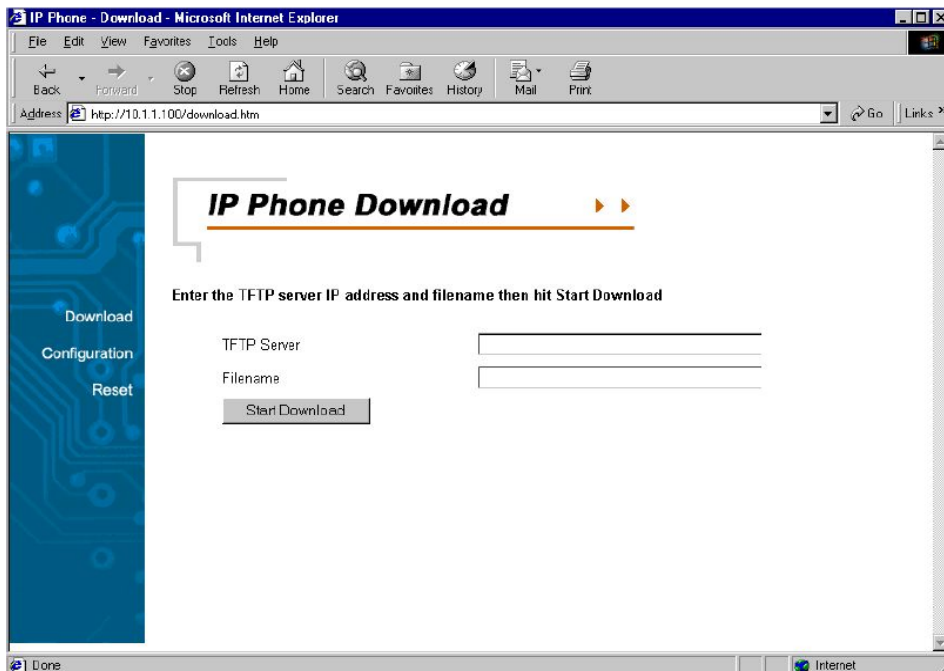 IP Phone - Download - Microsoft Internet Explorer
File Edit View Favorites Tools Help
Back Forward Stop Refresh Home Search Favorites History Mail Print
Address http://10.1.1.100/download.htm Go Links »
IP Phone Download
Enter the TFTP server IP address and filename then hit Start Download
Download
TFTP Server
Configuration
Filename
Reset
Start Download
Done Internet